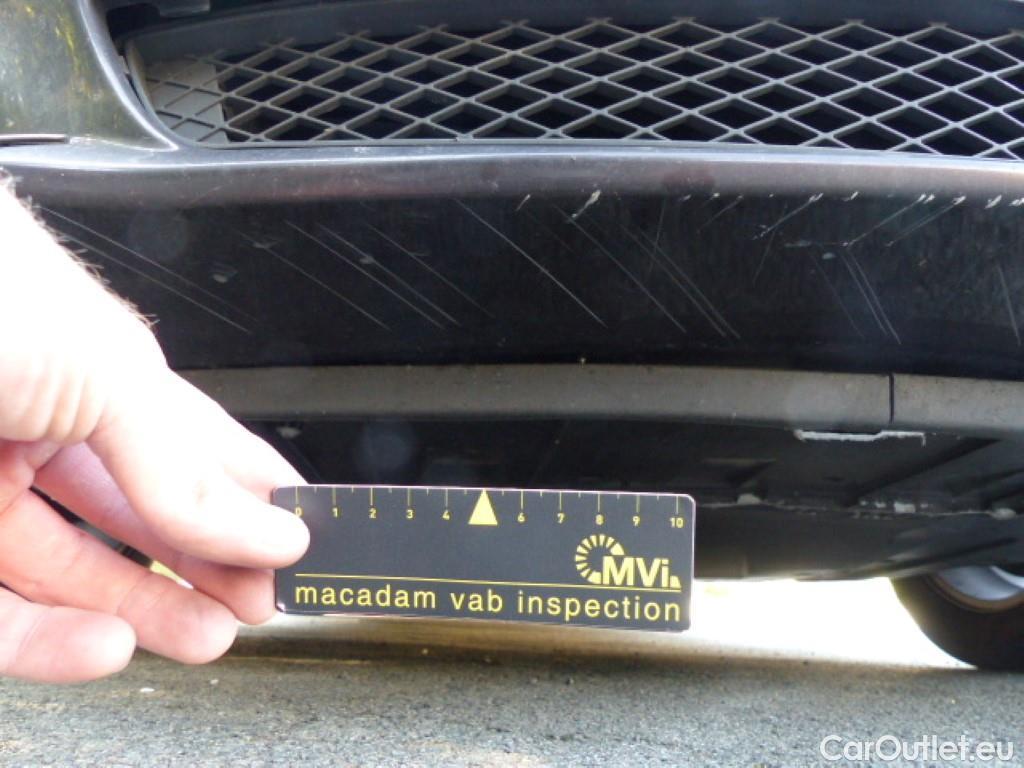 0 1 2 3 4 6 7 8 9 10
MVi
macadam vab inspection
CarOutlet.eu